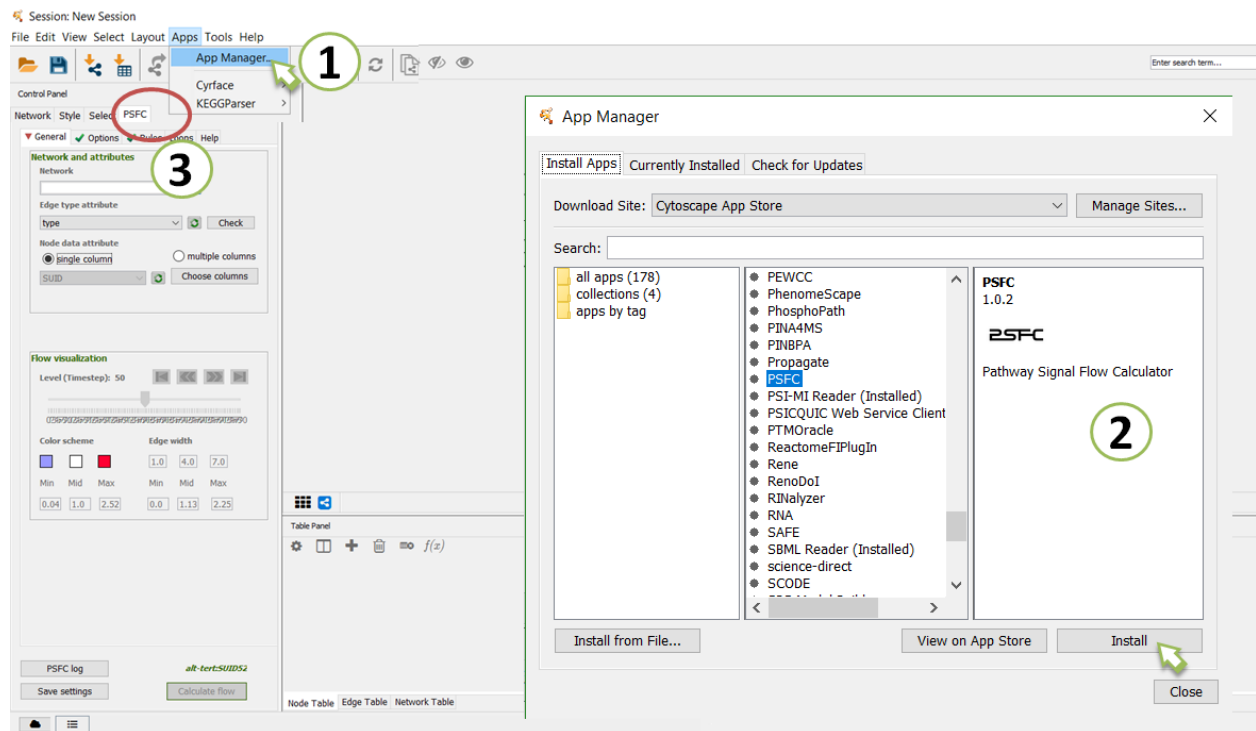 Session: New Session
File Edit View Select Layout Apps Tools Help
App Manager...
1
Enter search term...
Cyrface
KEGGParser
Control Panel
Network Style Selec PSFC
General Options Rules Help
3
Network and attributes
Network
Edge type attribute
type Check
Node data attribute
single column multiple columns
SUID Choose columns
Flow visualization
Level (Timestep): 50
Color scheme Edge width
1.0 4.0 7.0
Min Mid Max Min Mid Max
0.04 1.0 2.52 0.0 1.13 2.25
PSFC log alt-tert:SUID52
Save settings Calculate flow
Table Panel
f(x)
Node Table Edge Table Network Table
App Manager
Install Apps Currently Installed Check for Updates
Download Site: Cytoscape App Store Manage Sites...
Search:
all apps (178)
collections (4)
apps by tag
PEWCC
PhenomeScape
PhosphoPath
PINA4MS
PINBPA
Propagate
PSFC
PSI-MI Reader (Installed)
PSICQUIC Web Service Client
PTMOracle
ReactomeFIPlugIn
Rene
RenoDoI
RINalyzer
RNA
SAFE
SBML Reader (Installed)
science-direct
SCODE
PSFC
1.0.2
PSFC
Pathway Signal Flow Calculator
2
Install from File... View on App Store Install
Close